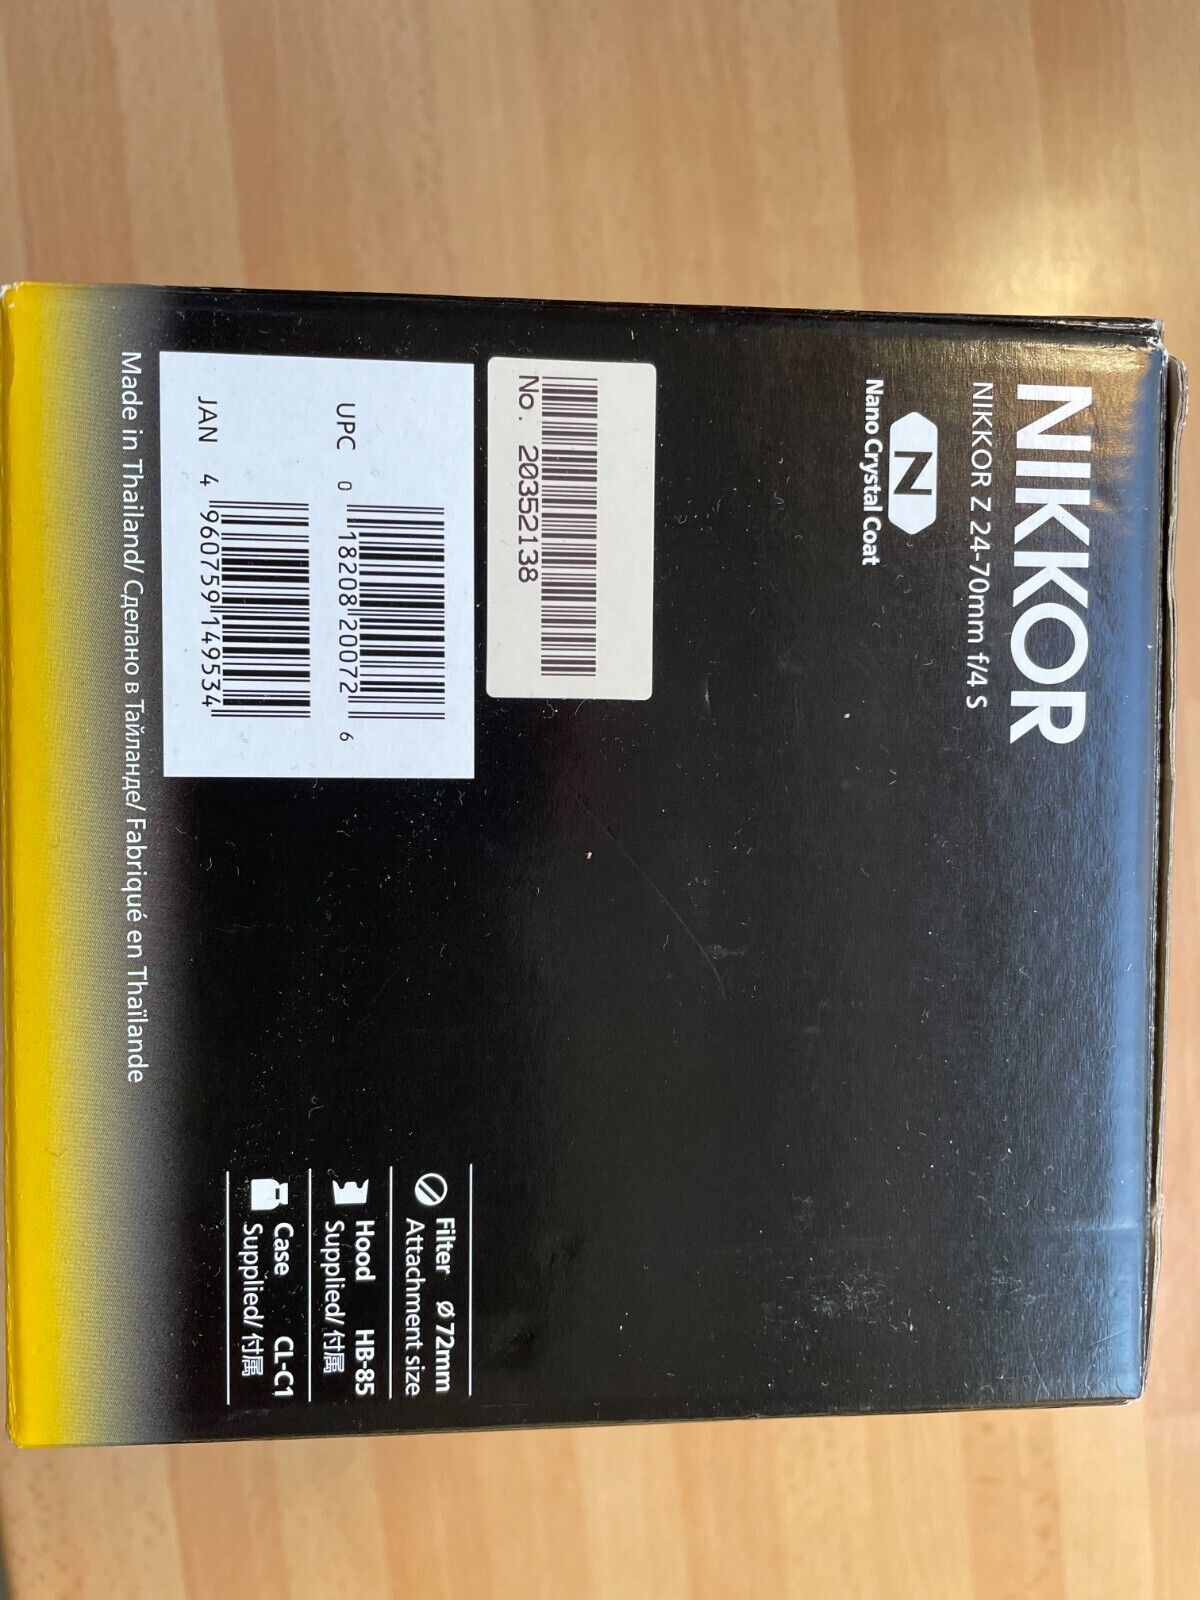 NIKKOR
NIKKOR Z 24-70mm f/4 S
N
Nano Crystal Coat
No. 20352138
UPC 0 18208 20072 6
JAN 4 960759 149534
Filter Ø 72mm
Attachment size
Hood HB-85
Supplied/ 付属
Case CL-C1
Supplied/ 付属
Made in Thailand/ Сделано в Тайланде/ Fabriqué en Thaïlande